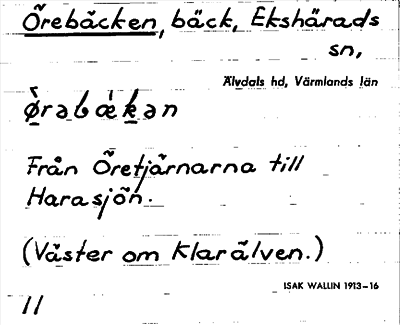 Örebäcken, bäck, Ekshärads
sn,
Älvdals hd, Värmlands län
ø̀rabækan
Från Öretjärnarna till
Harasjön.
(Väster om Klarälven.)
ISAK WALLIN 1913-16
11